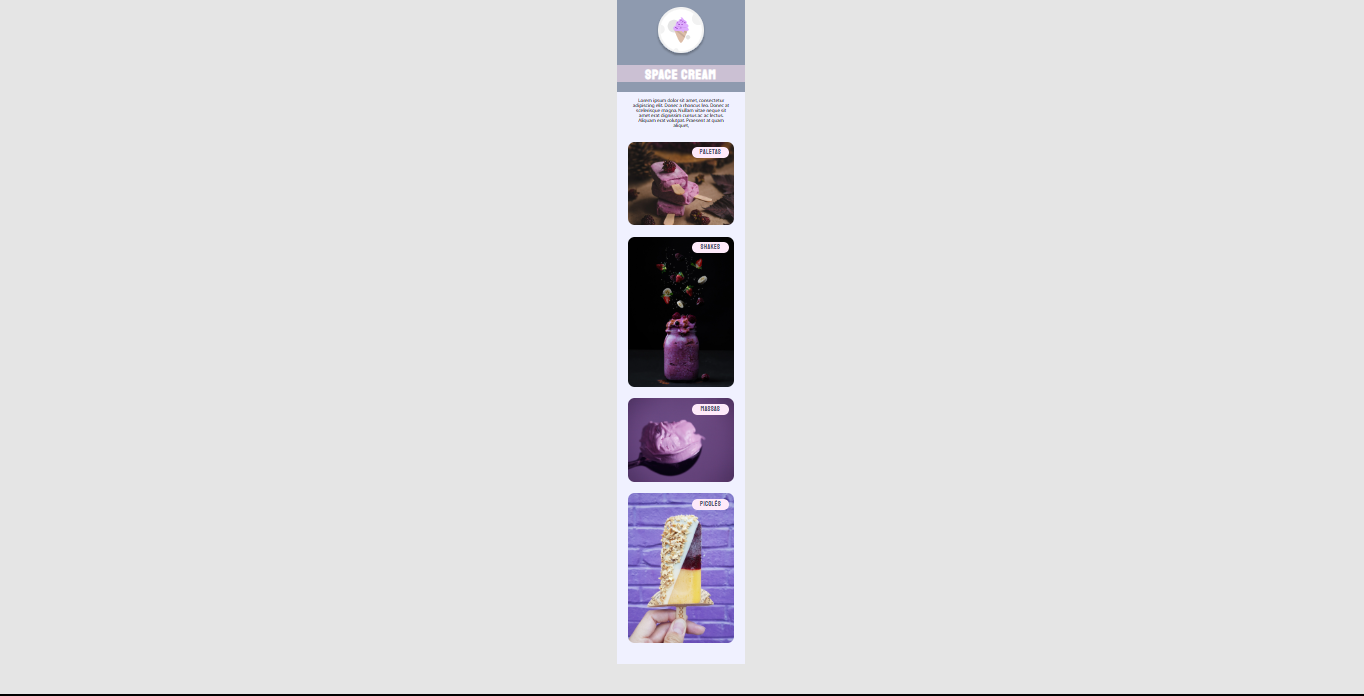 SPACE CREAM
Lorem ipsum dolor sit amet, consectetur
adipiscing elit. Donec a rhoncus leo. Donec at
scelerisque magna. Nullam vitae neque sit
amet erat dignissim cursus ac ac lectus.
Aliquam erat volutpat. Praesent at quam
aliquet,
PALETAS
SHAKES
MASSAS
PICOLÉS